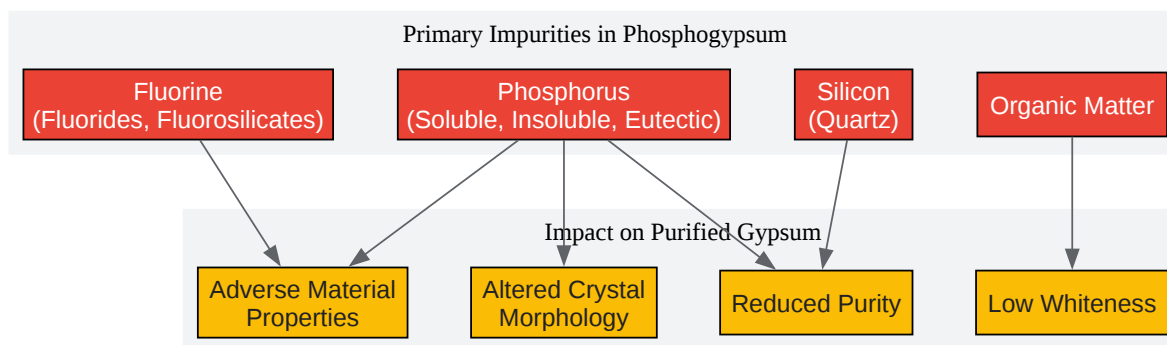 Primary Impurities in Phosphogypsum
Fluorine
(Fluorides, Fluorosilicates)
Phosphorus
(Soluble, Insoluble, Eutectic)
Silicon
(Quartz)
Organic Matter
Impact on Purified Gypsum
Adverse Material
Properties
Altered Crystal
Morphology
Reduced Purity
Low Whiteness